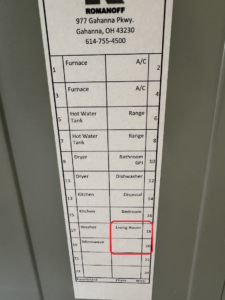 ROMANOFF
977 Gahanna Pkwy.
Gahanna, OH 43230
614-755-4500
1 Furnace A/C 2
3 Furnace A/C 4
5 Hot Water Tank Range 6
7 Hot Water Tank Range 8
9 Dryer Bathroom GFI 10
11 Dryer Dishwasher 12
13 Kitchen Disposal 14
15 Kitchen Bedroom 16
17 Washer Living Room 18
19 Microwave 20